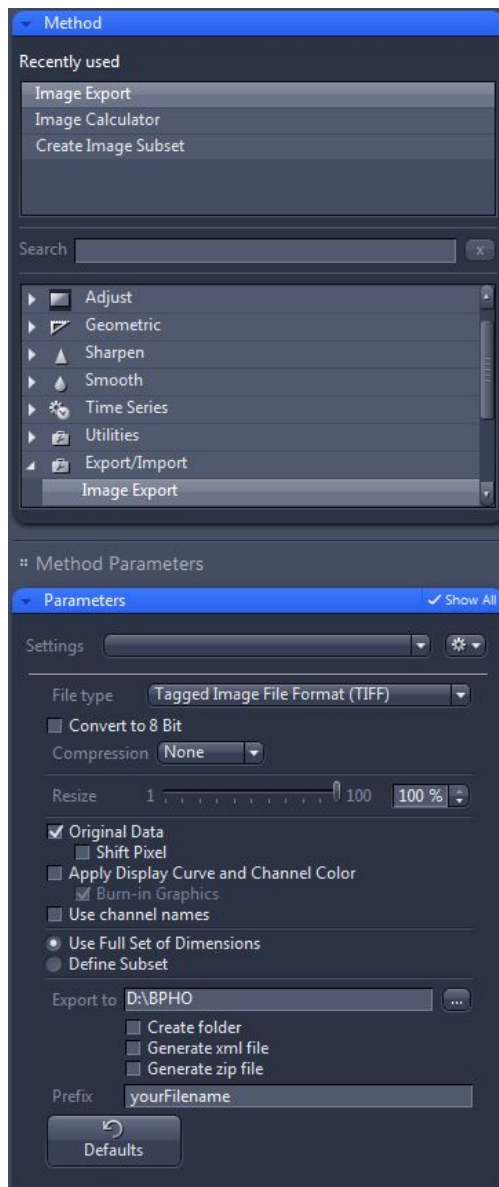 Method
Recently used
Image Export
Image Calculator
Create Image Subset
Search x
Adjust
Geometric
Sharpen
Smooth
Time Series
Utilities
Export/Import
Image Export
Method Parameters
Parameters Show All
Settings
File type Tagged Image File Format (TIFF)
Convert to 8 Bit
Compression None
Resize 1 100 100 %
Original Data
Shift Pixel
Apply Display Curve and Channel Color
Burn-in Graphics
Use channel names
Use Full Set of Dimensions
Define Subset
Export to D:\BPHO ...
Create folder
Generate xml file
Generate zip file
Prefix yourFilename
Defaults